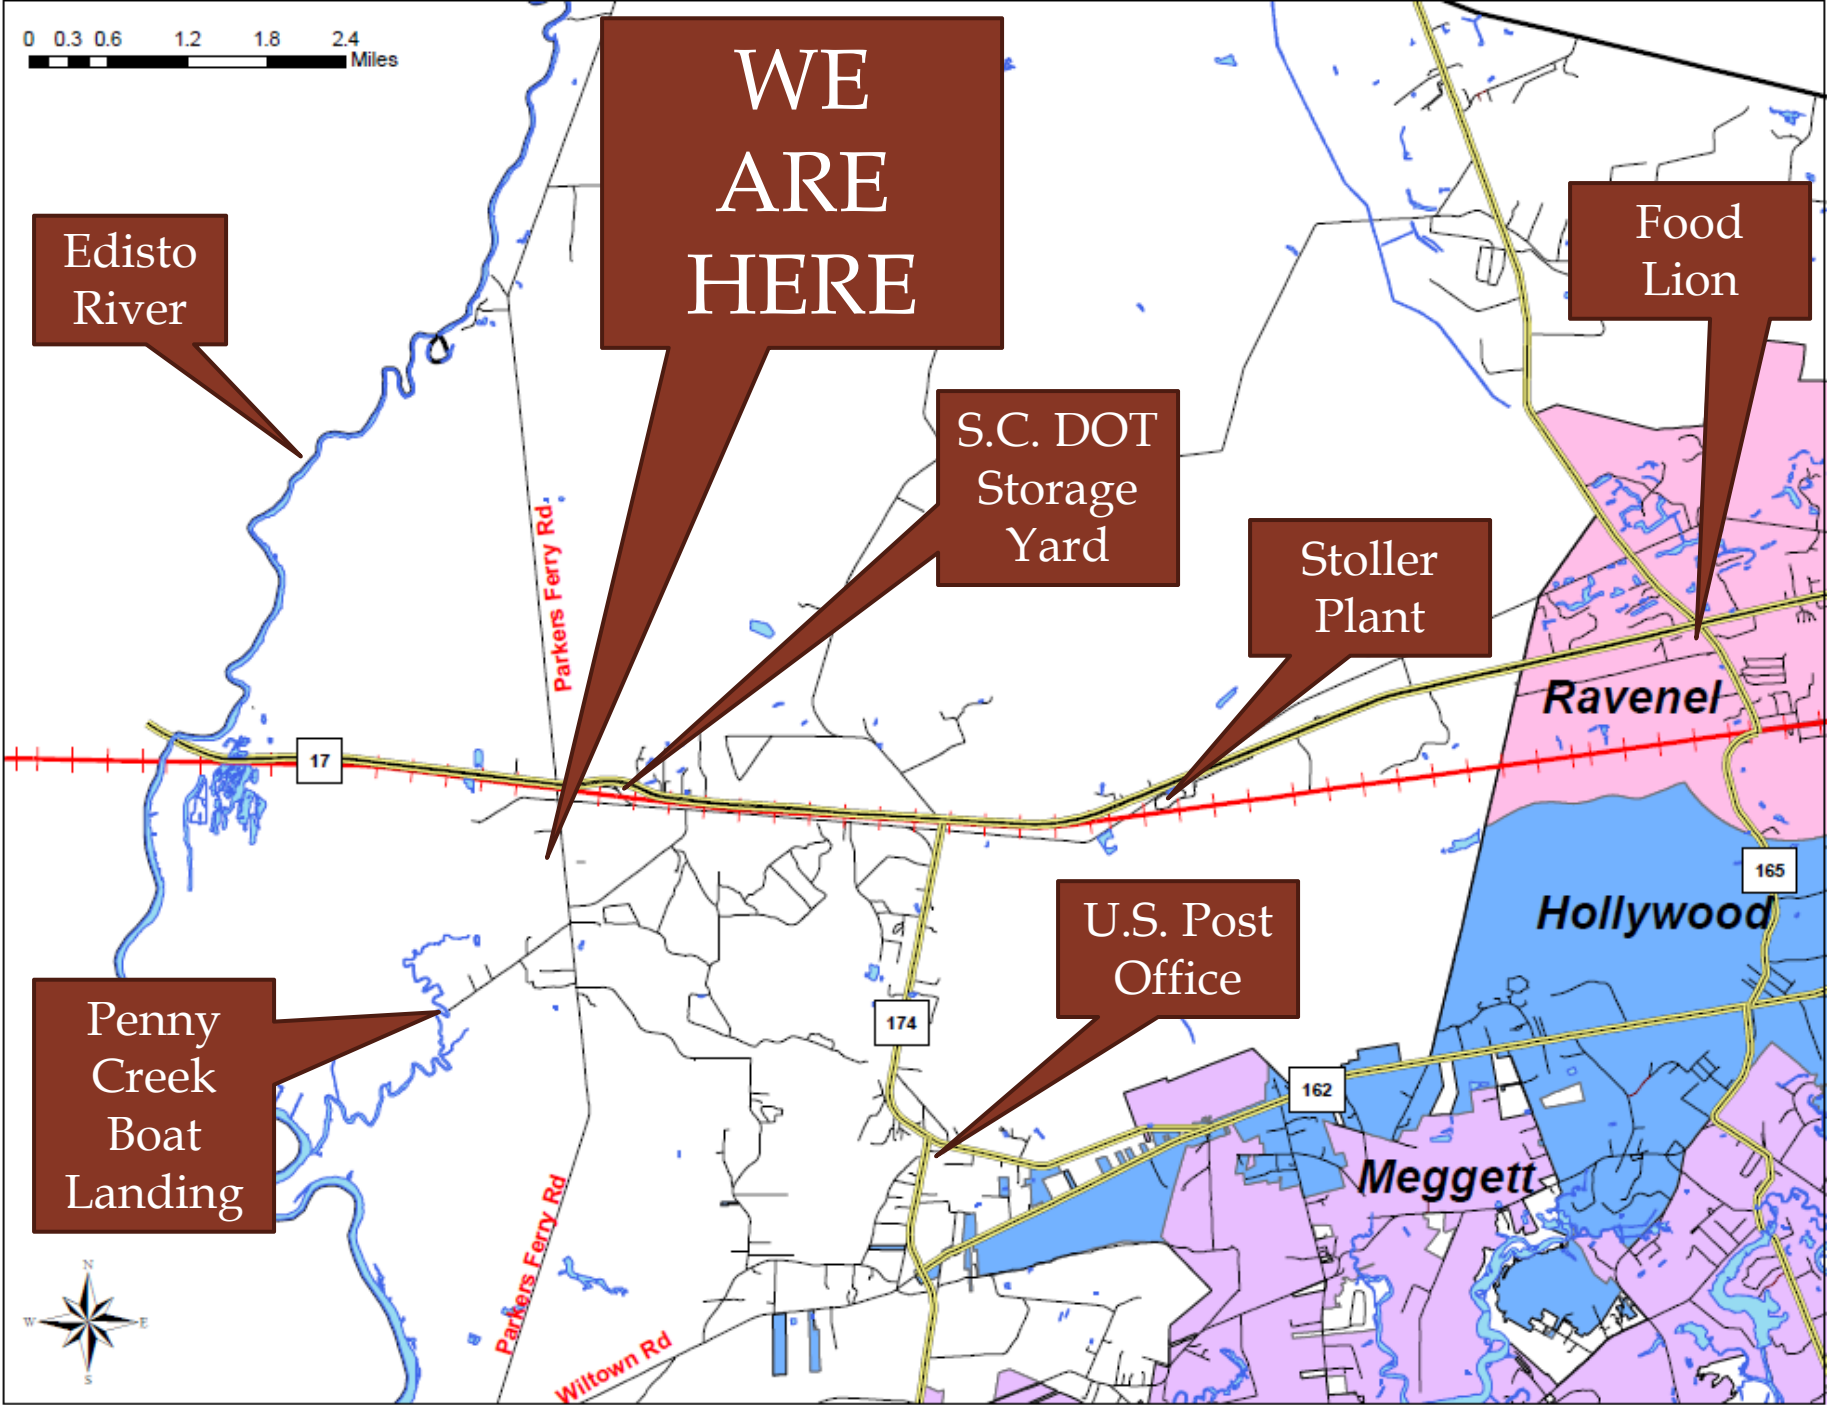 0 0.3 0.6 1.2 1.8 2.4
Miles
WE
ARE
HERE
Edisto
River
Food
Lion
S.C. DOT
Storage
Yard
Stoller
Plant
Parkers Ferry Rd.
Ravenel
17
165
Hollywood
U.S. Post
Office
Penny
Creek
Boat
Landing
174
162
Meggett
Parkers Ferry Rd
Wiltown Rd
N
W E
S